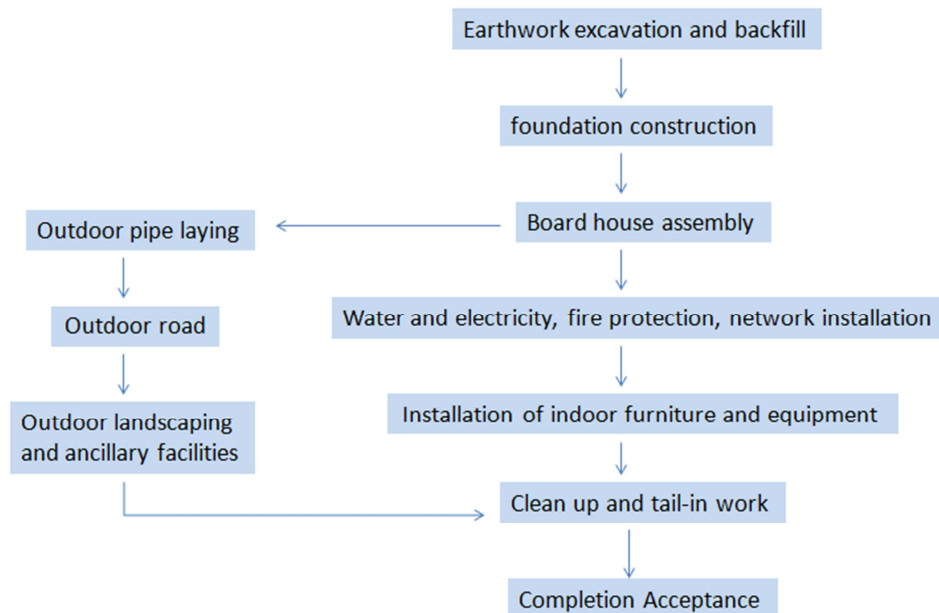 Earthwork excavation and backfill
foundation construction
Board house assembly
Outdoor pipe laying
Outdoor road
Water and electricity, fire protection, network installation
Outdoor landscaping
and ancillary facilities
Installation of indoor furniture and equipment
Clean up and tail-in work
Completion Acceptance